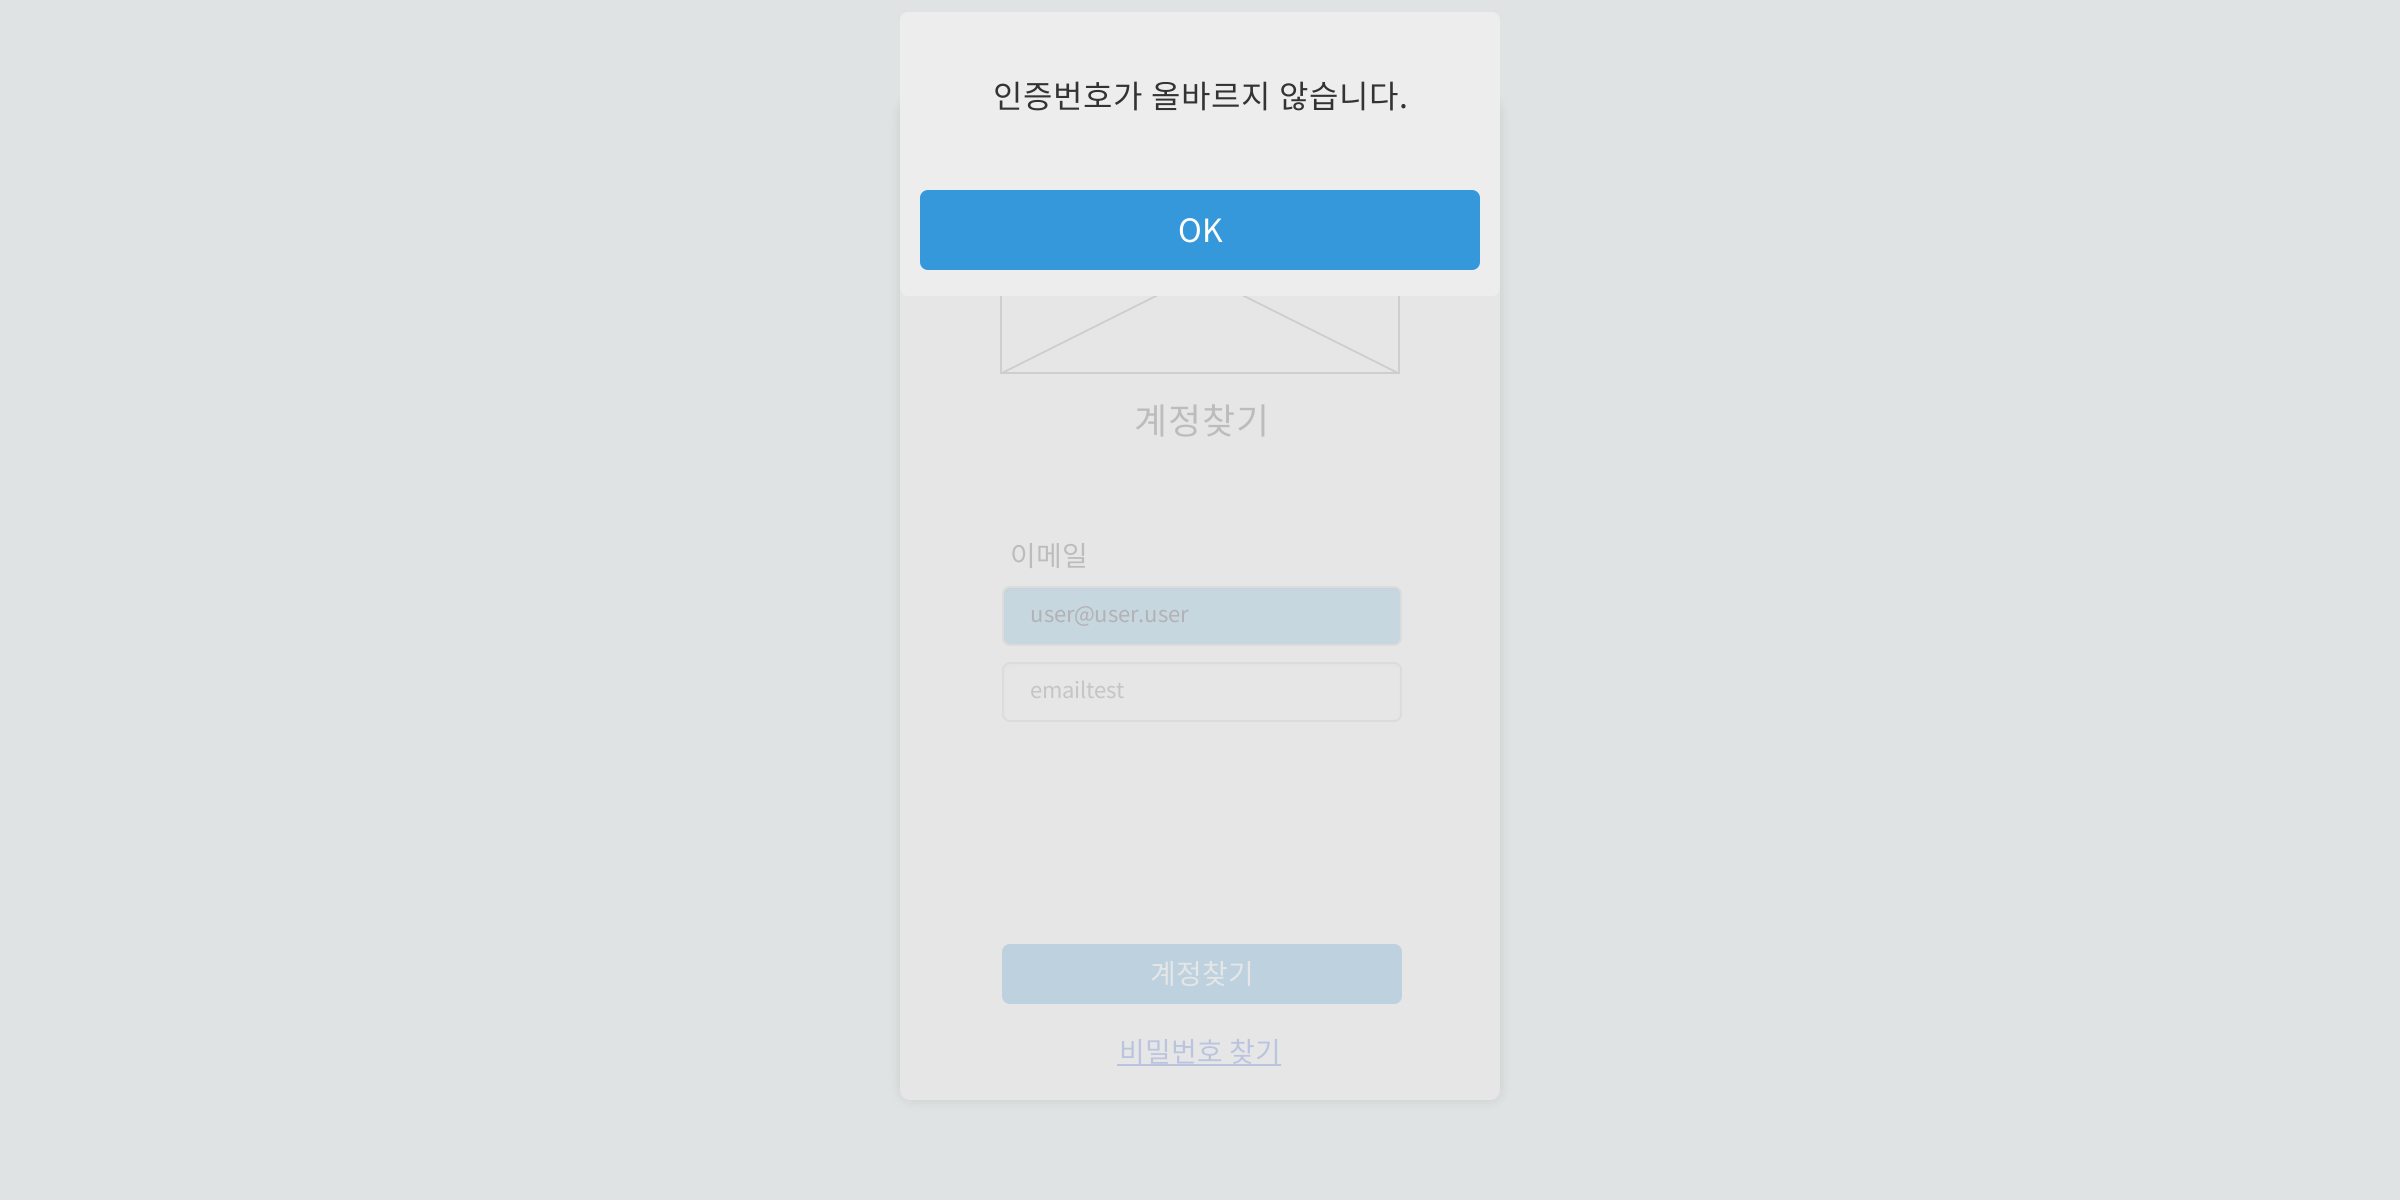 인증번호가 올바르지 않습니다.
OK
계정찾기
이메일
user@user.user
emailtest
계정찾기
비밀번호 찾기